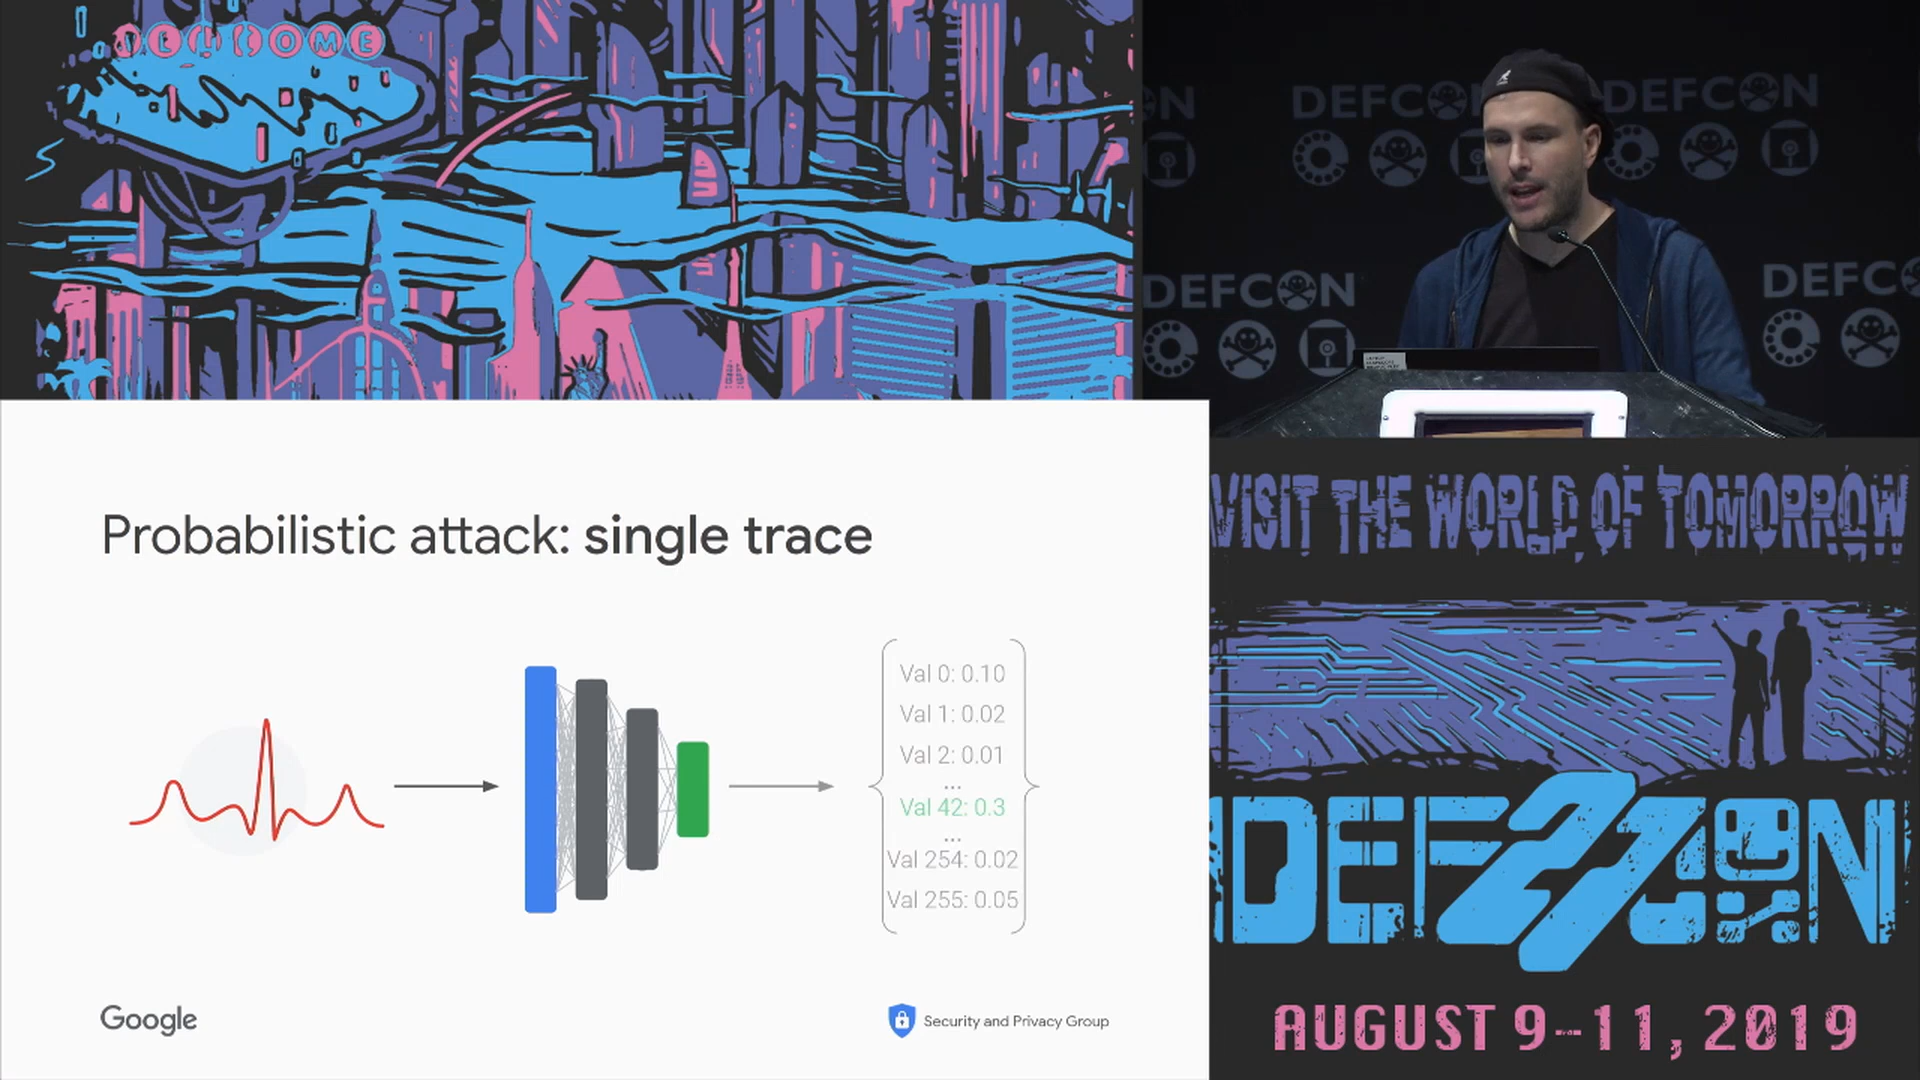 WELCOME
DEFCON
DEFCON
DEFCON
Probabilistic attack: single trace
Val 0: 0.10
Val 1: 0.02
Val 2: 0.01
...
Val 42: 0.3
...
Val 254: 0.02
Val 255: 0.05
Google
Security and Privacy Group
VISIT THE WORLD OF TOMORROW
DEF 27 CON
AUGUST 9-11, 2019